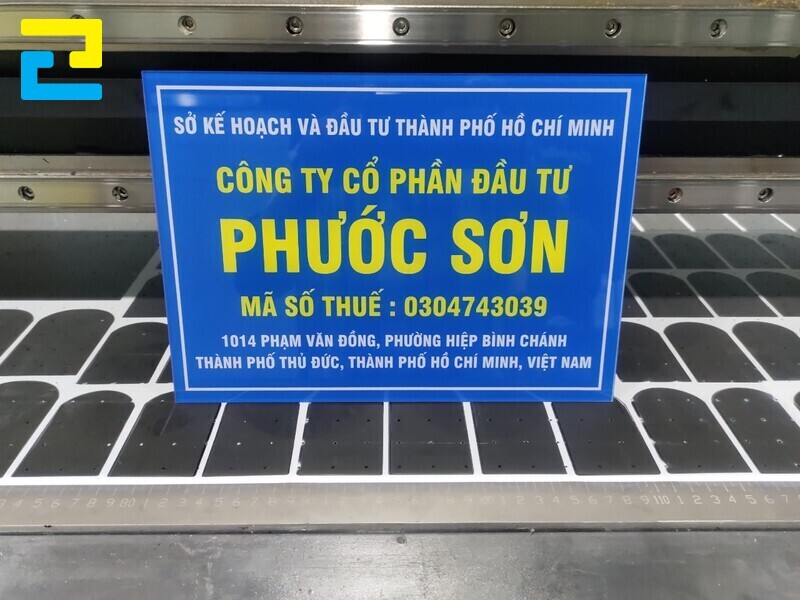 SỞ KẾ HOẠCH VÀ ĐẦU TƯ THÀNH PHỐ HỒ CHÍ MINH
CÔNG TY CỔ PHẦN ĐẦU TƯ
PHƯỚC SƠN
MÃ SỐ THUẾ : 0304743039
1014 PHẠM VĂN ĐỒNG, PHƯỜNG HIỆP BÌNH CHÁNH
THÀNH PHỐ THỦ ĐỨC, THÀNH PHỐ HỒ CHÍ MINH, VIỆT NAM